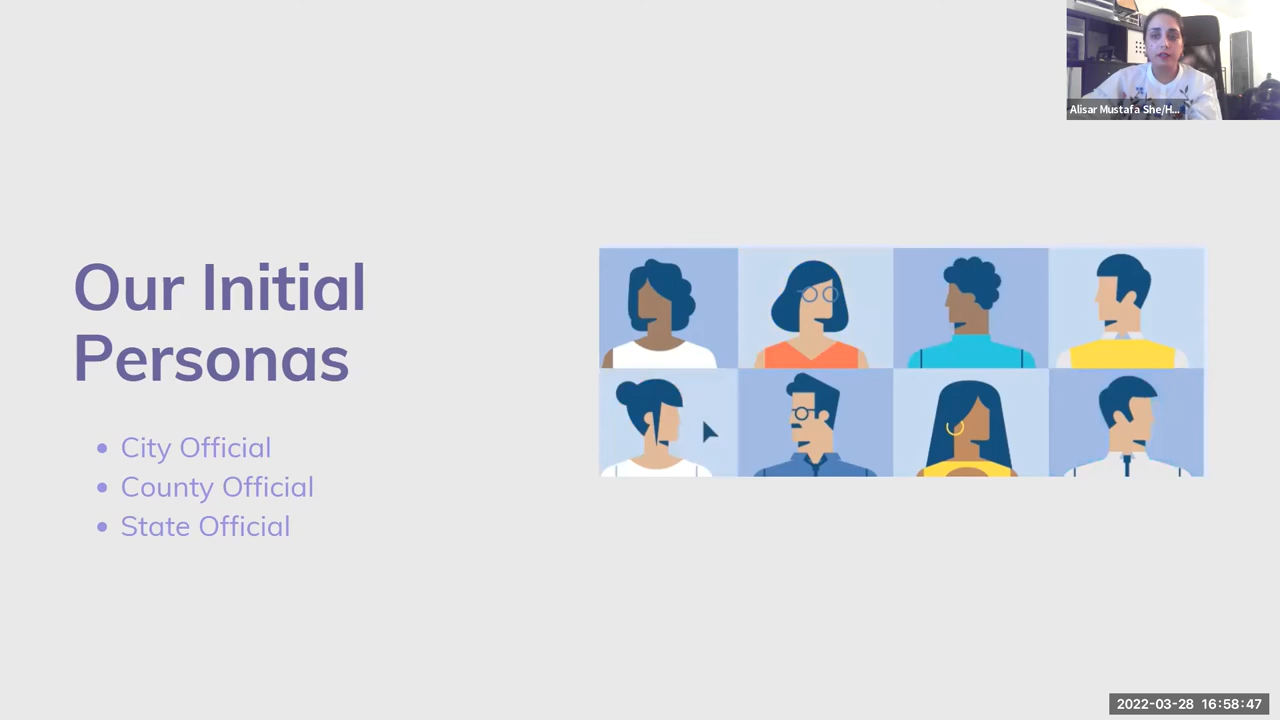 Alisar Mustafa She/H...
Our Initial
Personas
City Official
County Official
State Official
2022-03-28 16:58:47